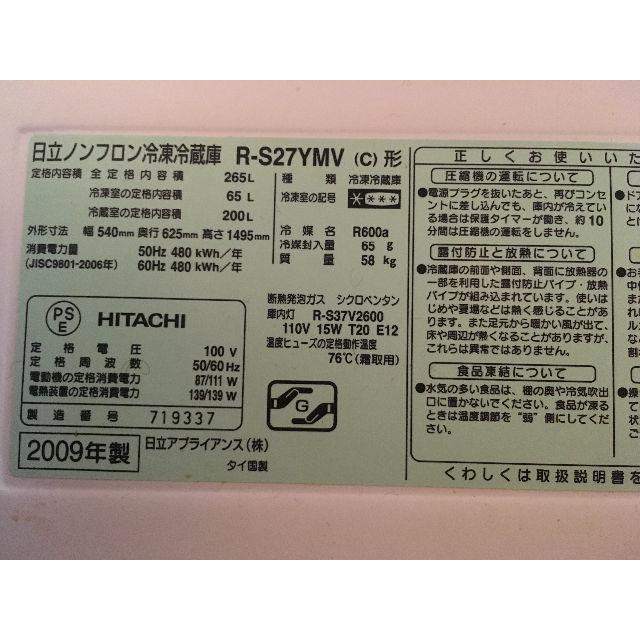 日立ノンフロン冷凍冷蔵庫 R-S27YMV (C) 形
定格内容積 全定格内容積 265L
冷凍室の定格内容積 65L
冷蔵室の定格内容積 200L
外形寸法 幅540mm 奥行625mm 高さ1495mm
消費電力量 50Hz 480 kWh/年
(JISC9801-2006年) 60Hz 480 kWh/年
種類 冷凍冷蔵庫
冷凍室の記号 ****
冷媒名 R600a
冷媒封入量 65 g
質量 58 kg
断熱発泡ガス シクロペンタン
庫内灯 R-S37V2600
110V 15W T20 E12
温度ヒューズの定格動作温度
76℃(霜取用)
PS
E
HITACHI
定格電圧 100 V
定格周波数 50/60 Hz
電動機の定格消費電力 87/111 W
電熱装置の定格消費電力 139/139 W
製造番号 719337
G
2009年製
日立アプライアンス(株)
タイ国製
正しくお使いいた
圧縮機の運転について
●電源プラグを抜いたあと、再びコンセ
ントに差し込んでも、庫内が冷えてい
る場合は保護タイマーが働き、約10
分間は圧縮機の運転をしません。
露付防止と放熱について
●冷蔵庫の前面や側面、背面に放熱器の
一部を利用した露付防止パイプ・放熱
パイプが組み込まれています。使いは
じめや夏場などは熱く感じることがあり
ます。また足元から暖かい風が出て、
床や周辺が熱くなることがありますが、
これらは異常ではありません。
食品凍結について
●水気の多い食品は、棚の奥や冷気吹出
口に置かないでください。食品が凍る
ときは温度調節を“弱”側にしてくださ
い。
くわしくは取扱説明書を